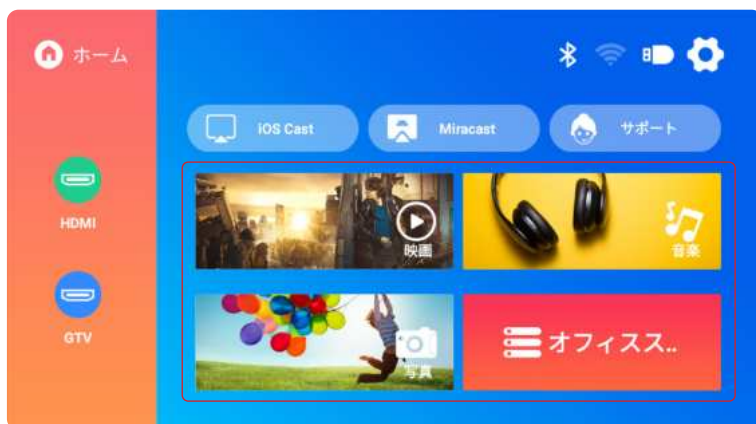 ホーム
iOS Cast
Miracast
サポート
HDMI
映画
音楽
GTV
写真
オフィスス..